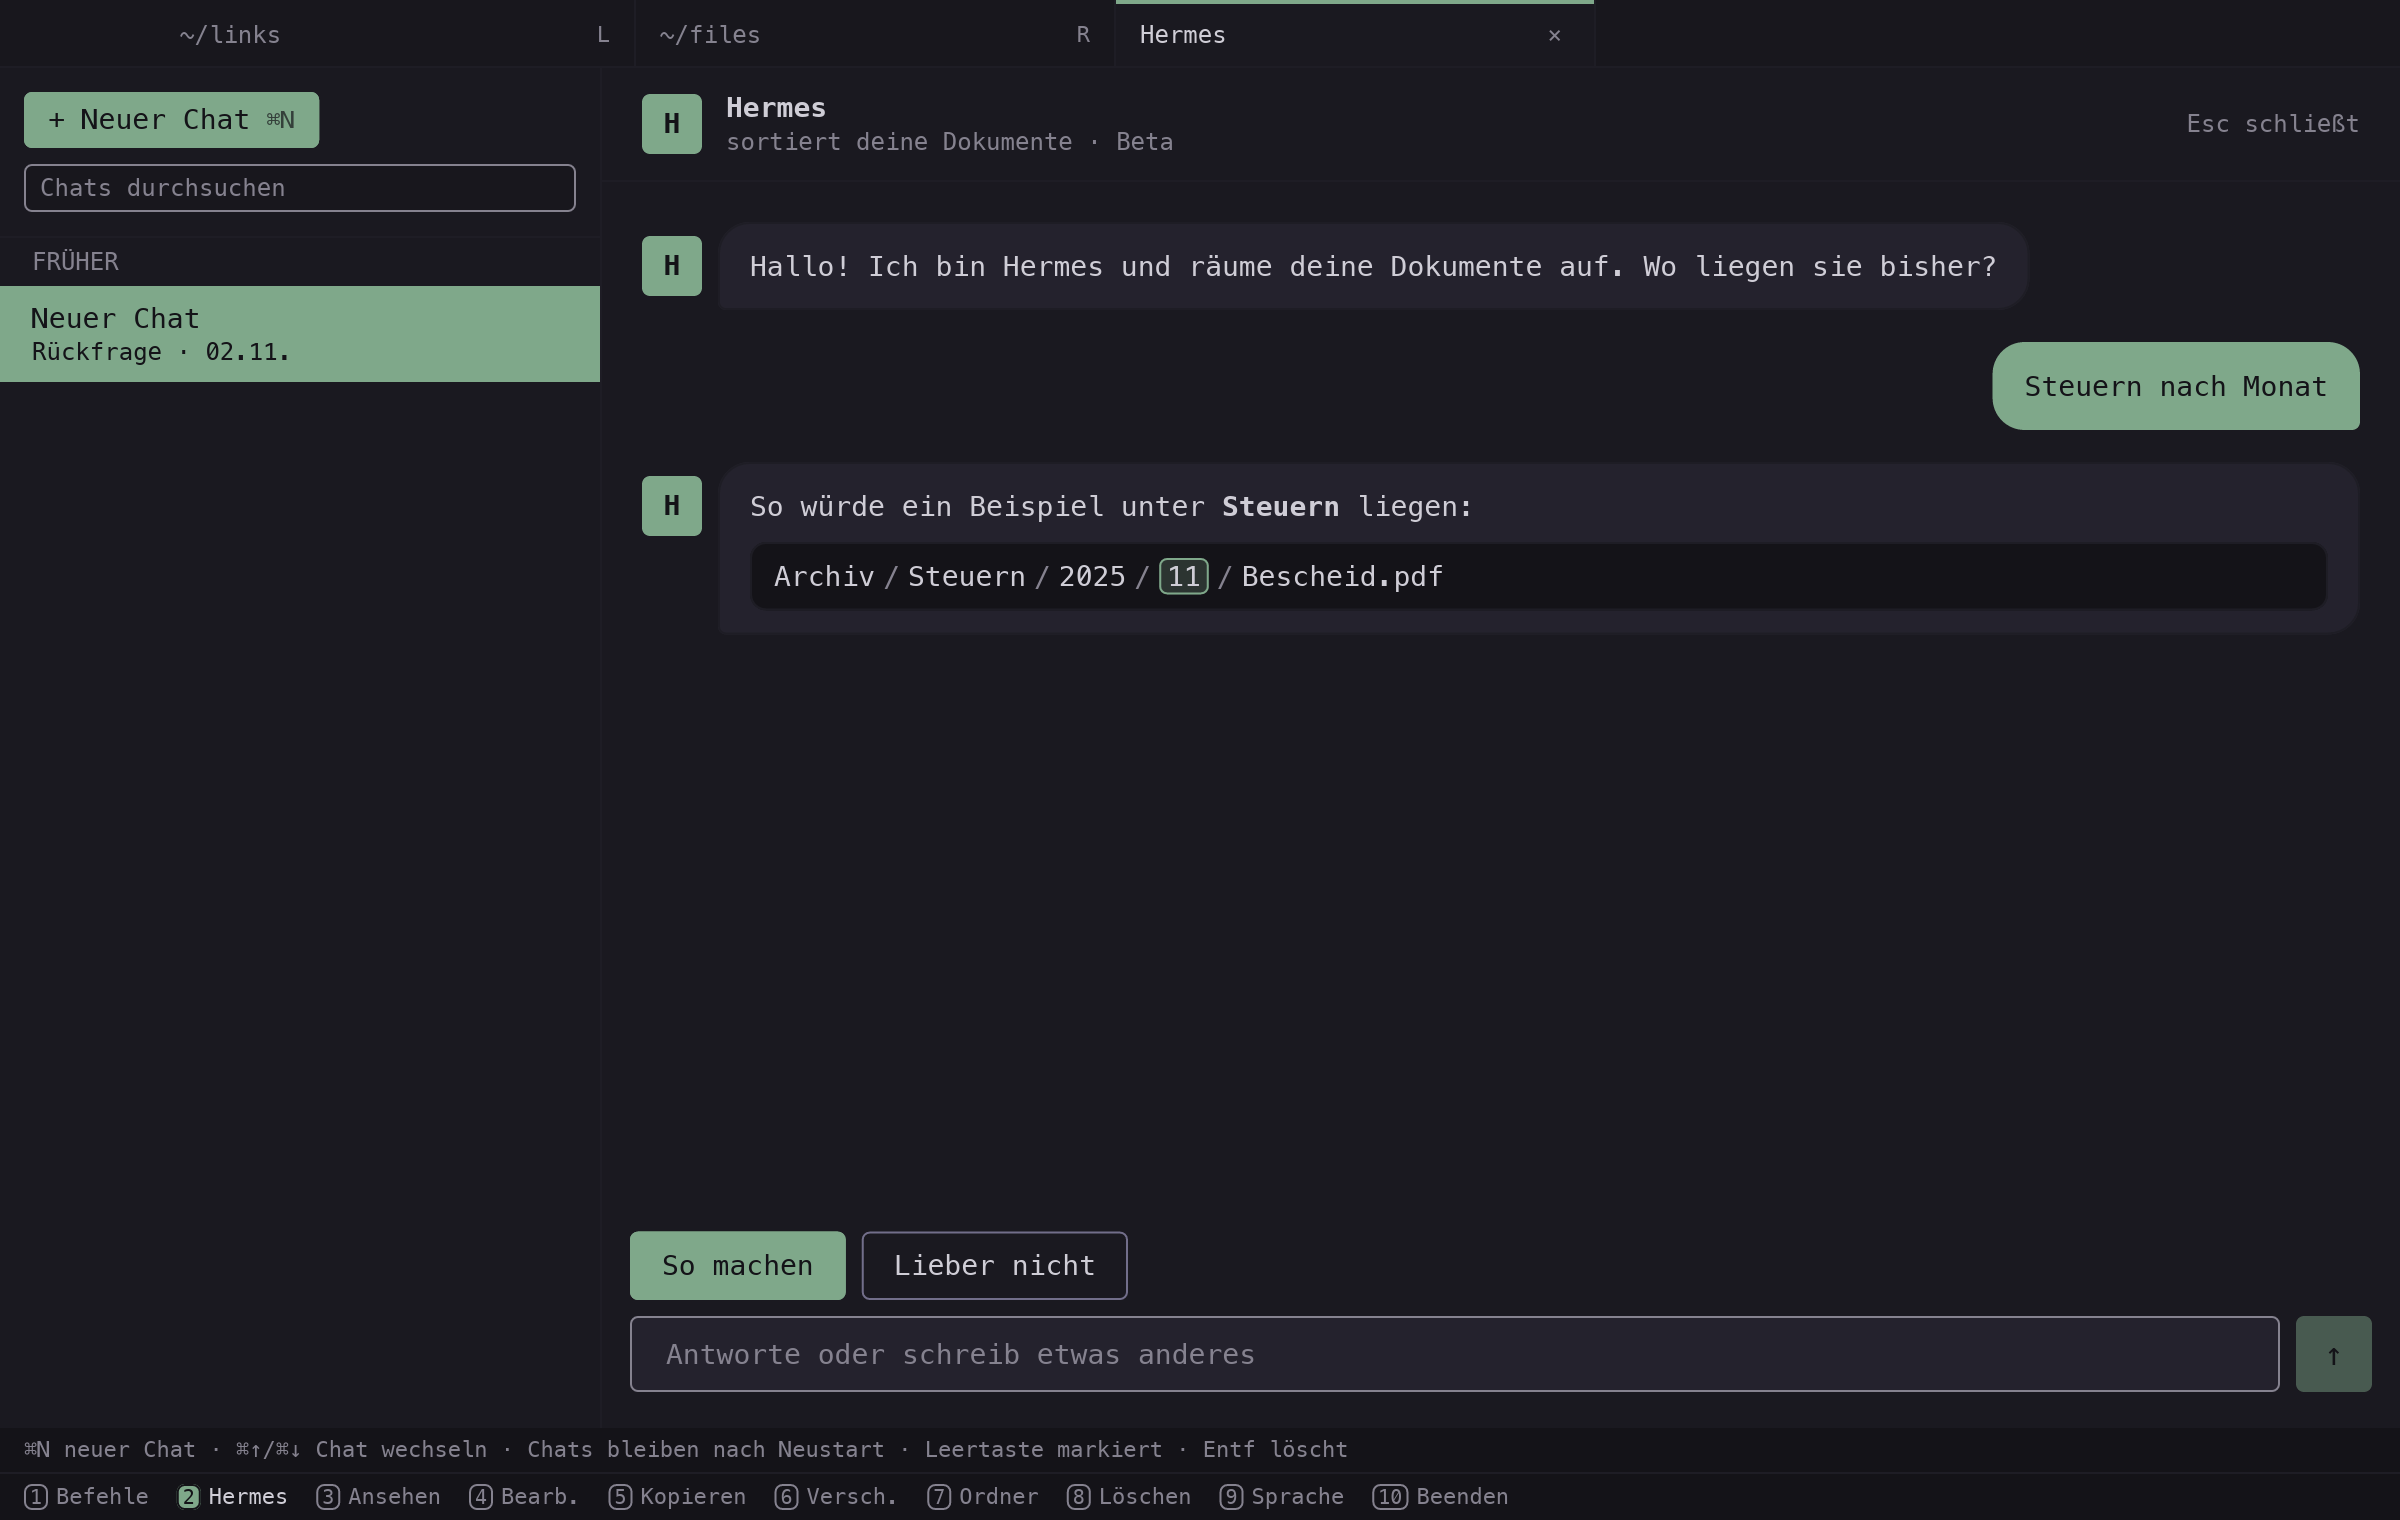 ~/links L ~/files R Hermes ×
+ Neuer Chat ⌘N
Chats durchsuchen
FRÜHER
Neuer Chat
Rückfrage · 02.11.
H
Hermes
sortiert deine Dokumente · Beta
Esc schließt
H
Hallo! Ich bin Hermes und räume deine Dokumente auf. Wo liegen sie bisher?
Steuern nach Monat
H
So würde ein Beispiel unter Steuern liegen:
Archiv / Steuern / 2025 / 11 / Bescheid.pdf
So machen Lieber nicht
Antworte oder schreib etwas anderes ↑
⌘N neuer Chat · ⌘↑/⌘↓ Chat wechseln · Chats bleiben nach Neustart · Leertaste markiert · Entf löscht
1 Befehle 2 Hermes 3 Ansehen 4 Bearb. 5 Kopieren 6 Versch. 7 Ordner 8 Löschen 9 Sprache 10 Beenden